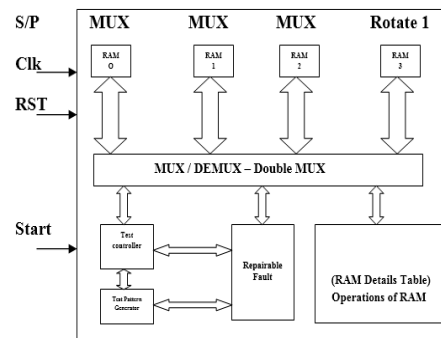 S/P MUX MUX MUX Rotate 1
Clk
RST
Start
RAM
0
RAM
1
RAM
2
RAM
3
MUX / DEMUX – Double MUX
Test
controller
Test Pattern
Generator
Repairable
Fault
(RAM Details Table)
Operations of RAM